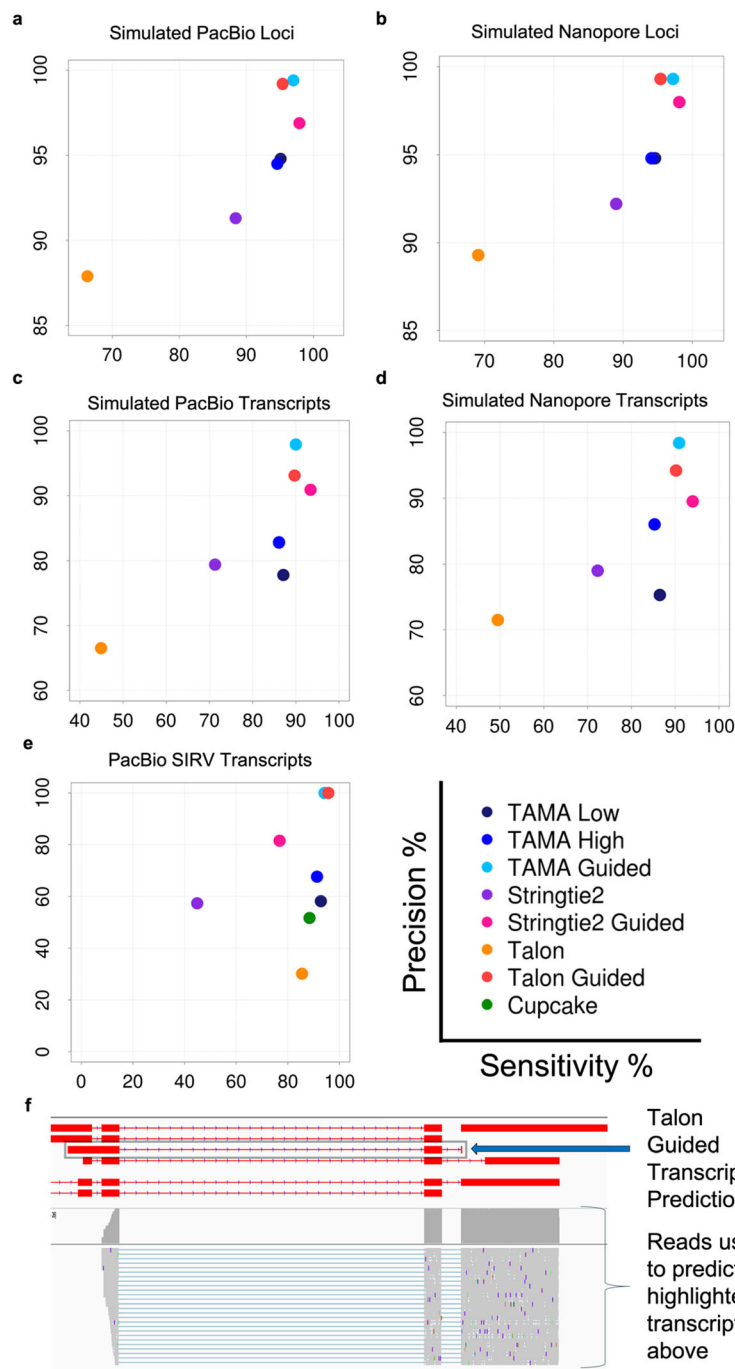 a
Simulated PacBio Loci
100
95
90
85
70
80
90
100
b
Simulated Nanopore Loci
100
95
90
85
70
80
90
100
c
Simulated PacBio Transcripts
100
90
80
70
60
40
50
60
70
80
90
100
d
Simulated Nanopore Transcripts
100
90
80
70
60
40
50
60
70
80
90
100
e
PacBio SIRV Transcripts
100
80
60
40
20
0
0
20
40
60
80
100
Precision %
TAMA Low
TAMA High
TAMA Guided
Stringtie2
Stringtie2 Guided
Talon
Talon Guided
Cupcake
Sensitivity %
f
Talon
Guided
Transcrip
Prediction
Reads us
to predict
highlighte
transcript
above